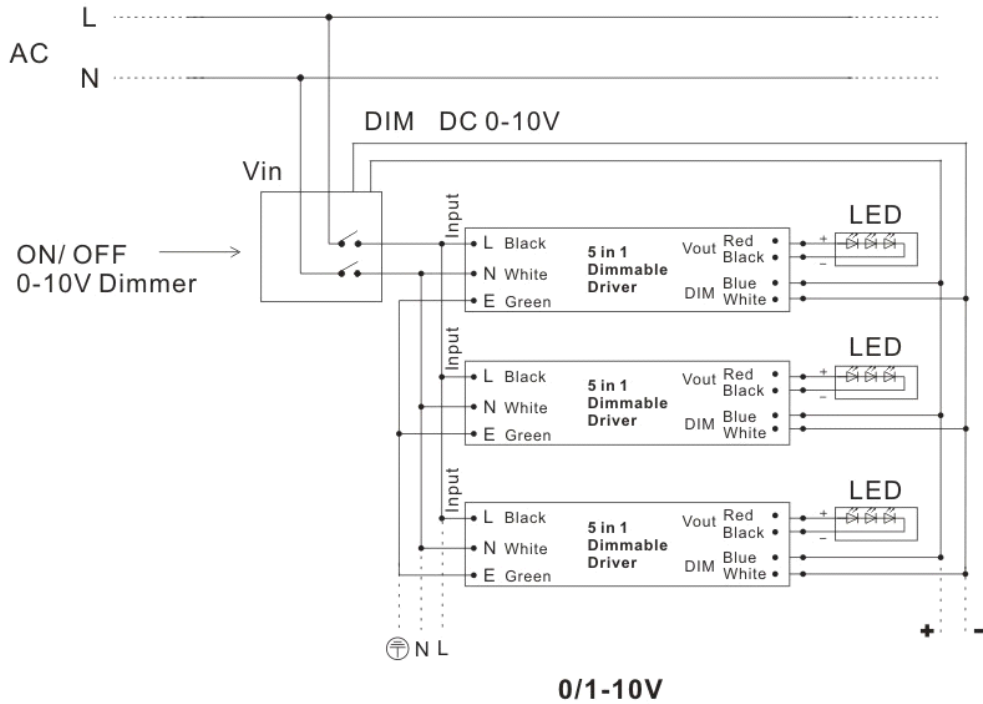 L
AC
N
DIM DC 0-10V
Vin
ON/ OFF
0-10V Dimmer
Input
L Black
N White
E Green
5 in 1
Dimmable
Driver
Vout Red
Black
DIM Blue
White
LED
+
–
Input
L Black
N White
E Green
5 in 1
Dimmable
Driver
Vout Red
Black
DIM Blue
White
LED
+
–
Input
L Black
N White
E Green
5 in 1
Dimmable
Driver
Vout Red
Black
DIM Blue
White
LED
+
–
N L
+ -
0/1-10V